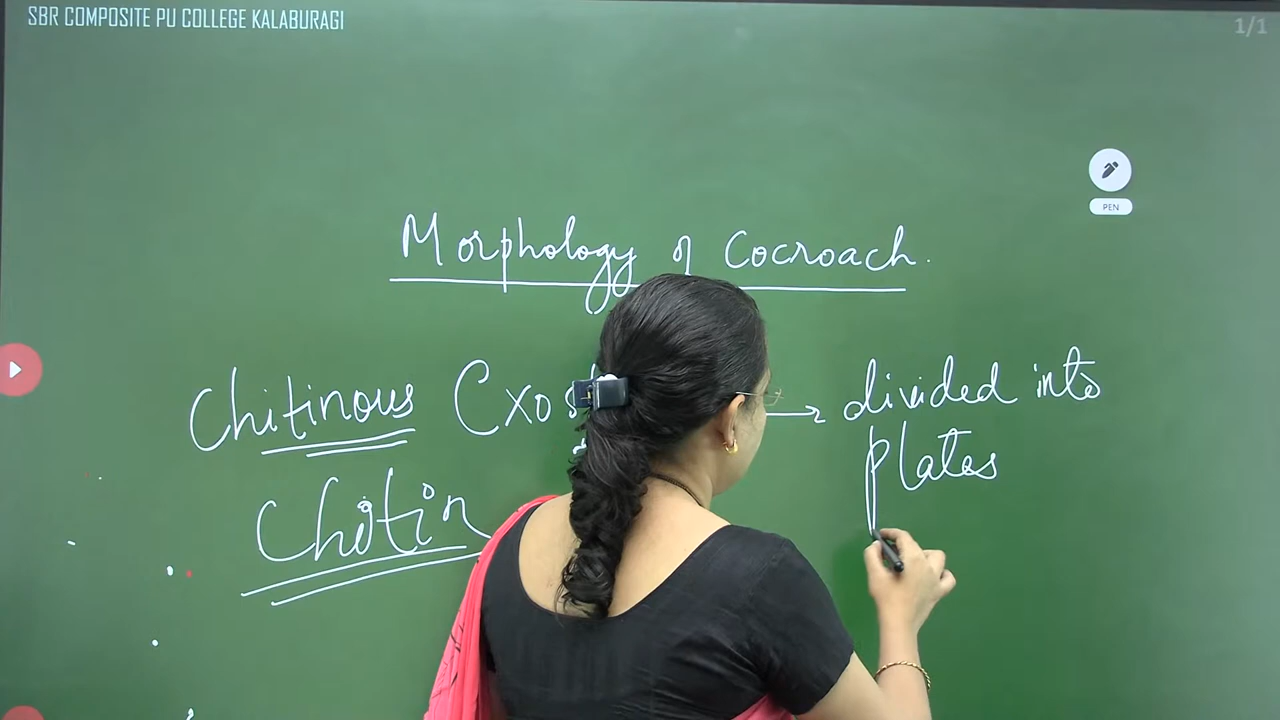 SBR COMPOSITE PU COLLEGE KALABURAGI
1/1
PEN
Morphology of Cocroach.
Chitinous → divided into
plates
Chitin